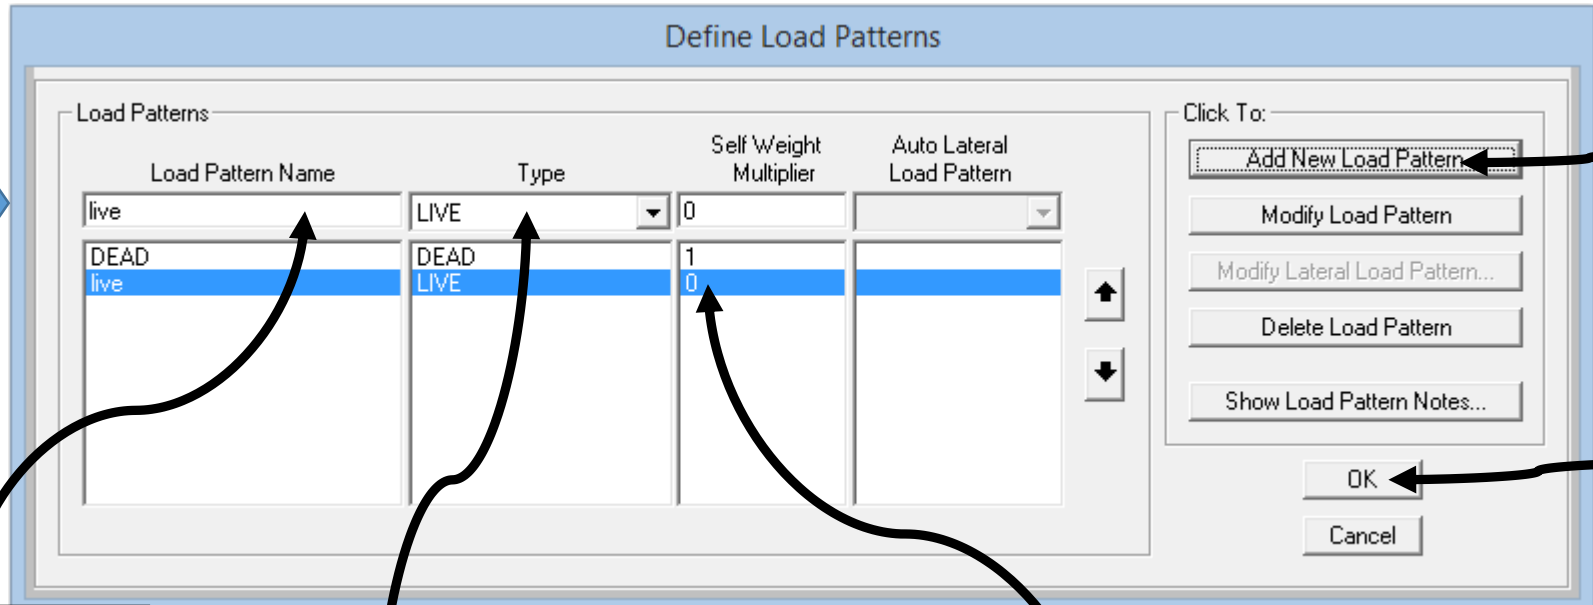 Define Load Patterns
Load Patterns
Click To:
Load Pattern Name
Type
Self Weight
Multiplier
Auto Lateral
Load Pattern
live
LIVE
0
DEAD
DEAD
1
live
LIVE
0
Add New Load Pattern
Modify Load Pattern
Modify Lateral Load Pattern...
Delete Load Pattern
Show Load Pattern Notes...
OK
Cancel